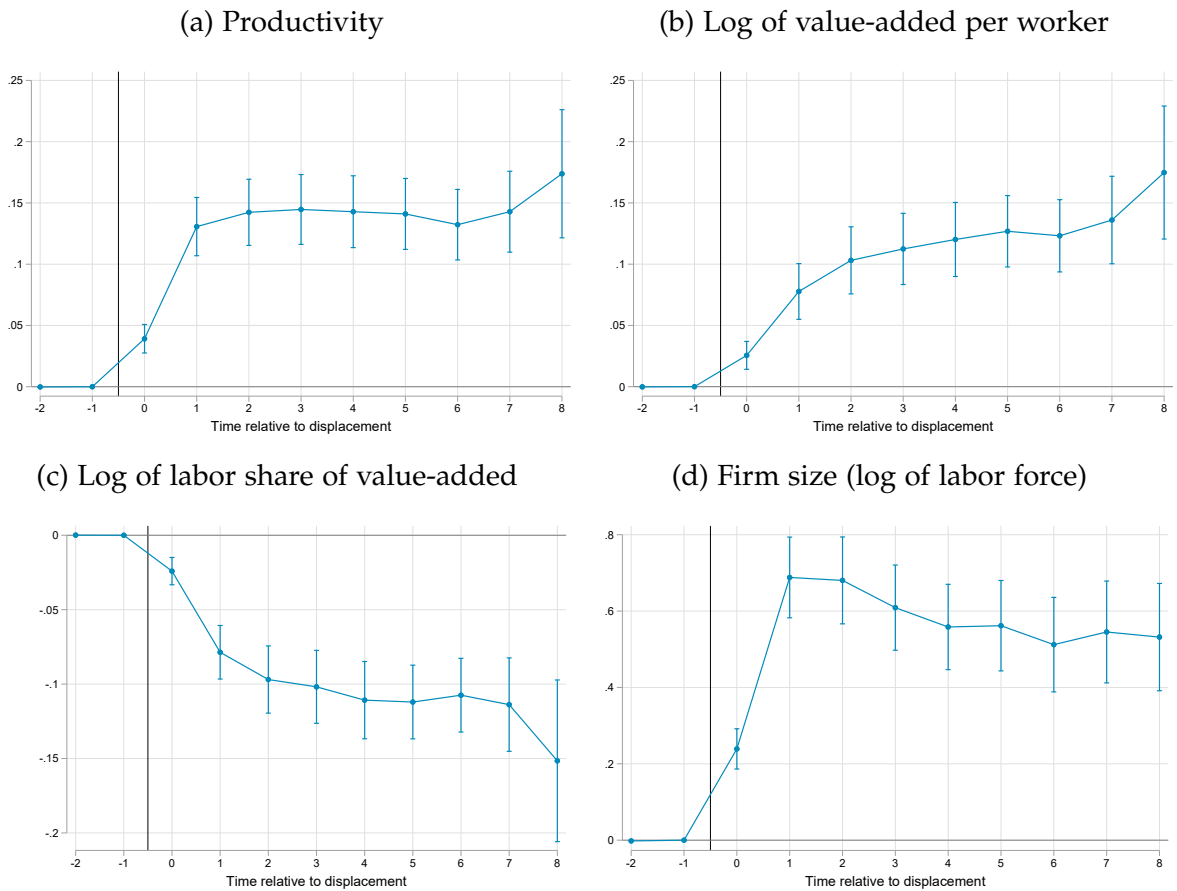 (a) Productivity
.25
.2
.15
.1
.05
0
-2 -1 0 1 2 3 4 5 6 7 8
Time relative to displacement
(b) Log of value-added per worker
.25
.2
.15
.1
.05
0
-2 -1 0 1 2 3 4 5 6 7 8
Time relative to displacement
(c) Log of labor share of value-added
0
-.05
-.1
-.15
-.2
-2 -1 0 1 2 3 4 5 6 7 8
Time relative to displacement
(d) Firm size (log of labor force)
.8
.6
.4
.2
0
-2 -1 0 1 2 3 4 5 6 7 8
Time relative to displacement